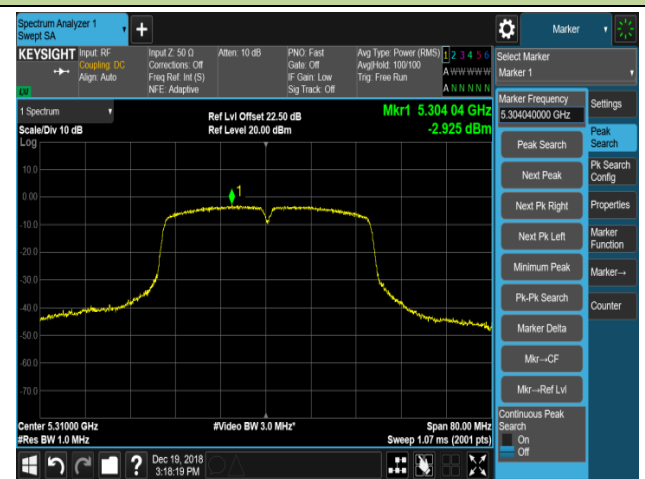 Spectrum Analyzer 1
Swept SA
+
Marker
KEYSIGHT
Input: RF
Coupling: DC
Align: Auto
Input Z: 50 Ω
Corrections: Off
Freq Ref: Int (S)
NFE: Adaptive
Atten: 10 dB
PNO: Fast
Gate: Off
IF Gain: Low
Sig Track: Off
Avg Type: Power (RMS)
Avg|Hold: 100/100
Trig: Free Run
1 2 3 4 5 6
A W W W W W
A N N N N N
LV
Select Marker
Marker 1
1 Spectrum
Scale/Div 10 dB
Log
Ref Lvl Offset 22.50 dB
Ref Level 20.00 dBm
Mkr1 5.304 04 GHz
-2.925 dBm
10.0
0.00
-10.0
-20.0
-30.0
-40.0
-50.0
-60.0
-70.0
1
Center 5.31000 GHz
#Res BW 1.0 MHz
#Video BW 3.0 MHz*
Span 80.00 MHz
Sweep 1.07 ms (2001 pts)
Marker Frequency
5.304040000 GHz
Peak Search
Next Peak
Next Pk Right
Next Pk Left
Minimum Peak
Pk-Pk Search
Marker Delta
Mkr→CF
Mkr→Ref Lvl
Continuous Peak
Search
On
Off
Settings
Peak
Search
Pk Search
Config
Properties
Marker
Function
Marker→
Counter
?
Dec 19, 2018
3:18:19 PM